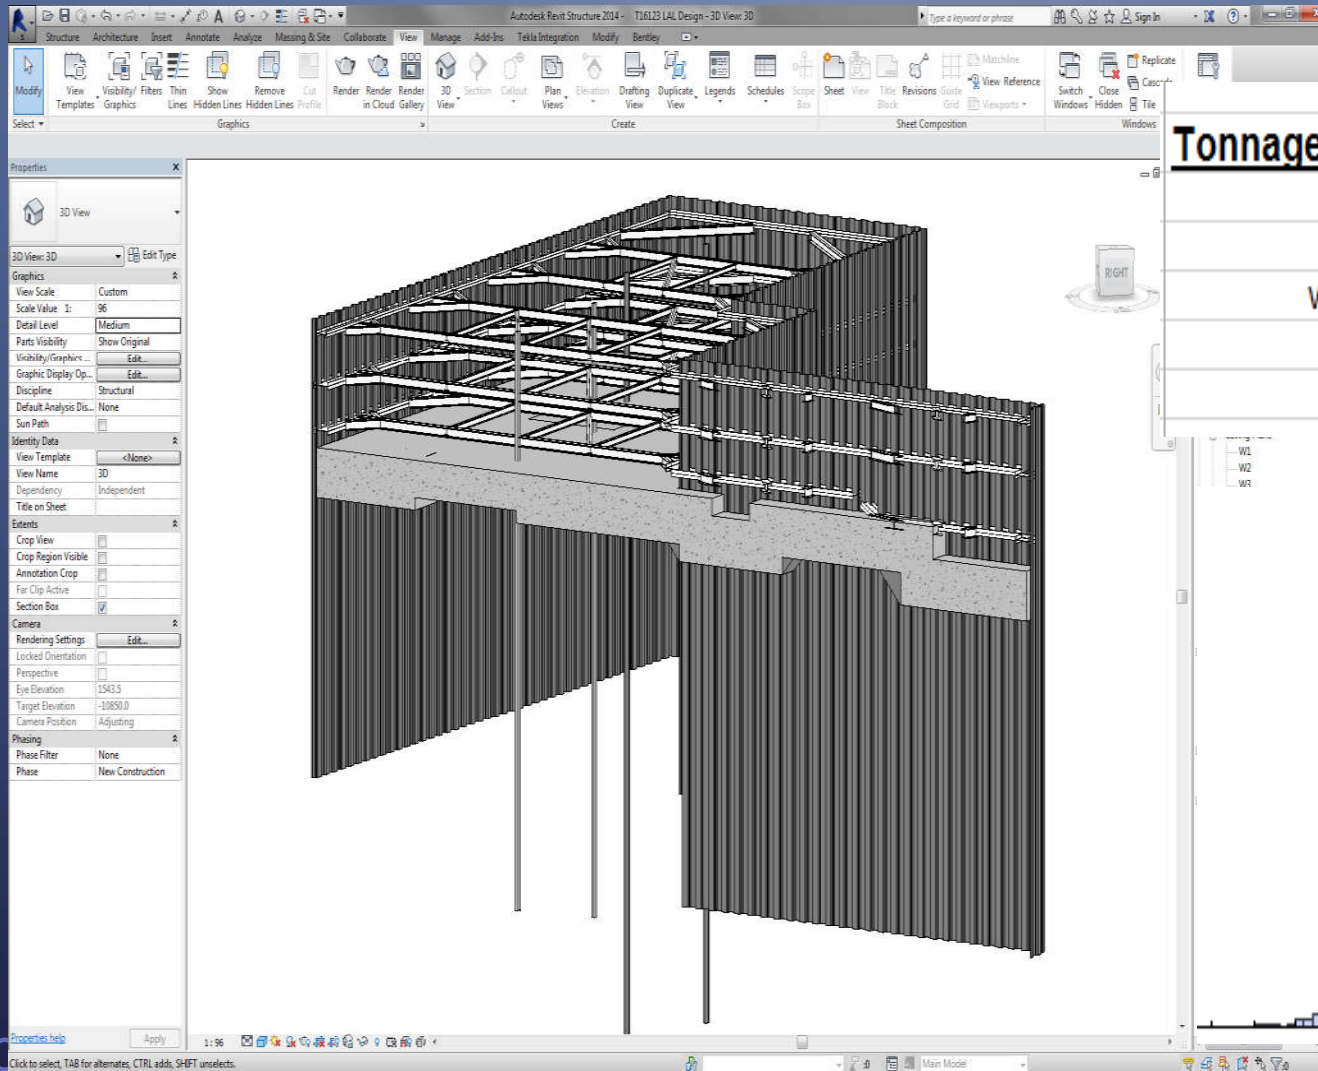 Autodesk Revit Structure 2014 - T16123 LAL Design - 3D View: 3D
Type a keyword or phrase
Sign In
Structure Architecture Insert Annotate Analyze Massing & Site Collaborate View Manage Add-Ins Tekla Integration Modify Bentley
Modify
View Templates
Visibility/ Graphics
Filters
Thin Lines
Show Hidden Lines
Remove Hidden Lines
Cut Profile
Render
Render in Cloud
Render Gallery
3D View
Section
Callout
Plan Views
Elevation
Drafting View
Duplicate View
Legends
Schedules
Scope Box
Sheet
View
Title Block
Revisions
Guide Grid
Matchline
View Reference
Viewports
Switch Windows
Close Hidden
Replicate
Tile
Select
Graphics
Create
Sheet Composition
Windows
Tonnage
Properties
3D View
3D View: 3D
Edit Type
Graphics
View Scale Custom
Scale Value 1: 96
Detail Level Medium
Parts Visibility Show Original
Visibility/Graphics ... Edit...
Graphic Display Op... Edit...
Discipline Structural
Default Analysis Dis... None
Sun Path
Identity Data
View Template <None>
View Name 3D
Dependency Independent
Title on Sheet
Extents
Crop View
Crop Region Visible
Annotation Crop
Far Clip Active
Section Box
Camera
Rendering Settings Edit...
Locked Orientation
Perspective
Eye Elevation 1543.5
Target Elevation -10850.0
Camera Position Adjusting
Phasing
Phase Filter None
Phase New Construction
RIGHT
W1
W2
W3
Properties help
Apply
1 : 96
Click to select, TAB for alternates, CTRL adds, SHIFT unselects.
:0
Main Model